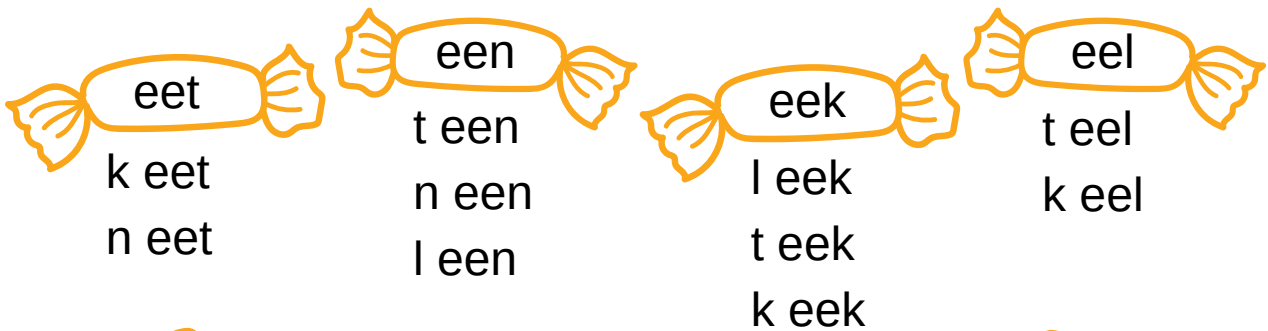 eet
k eet
n eet
een
t een
n een
l een
eek
l eek
t eek
k eek
eel
t eel
k eel